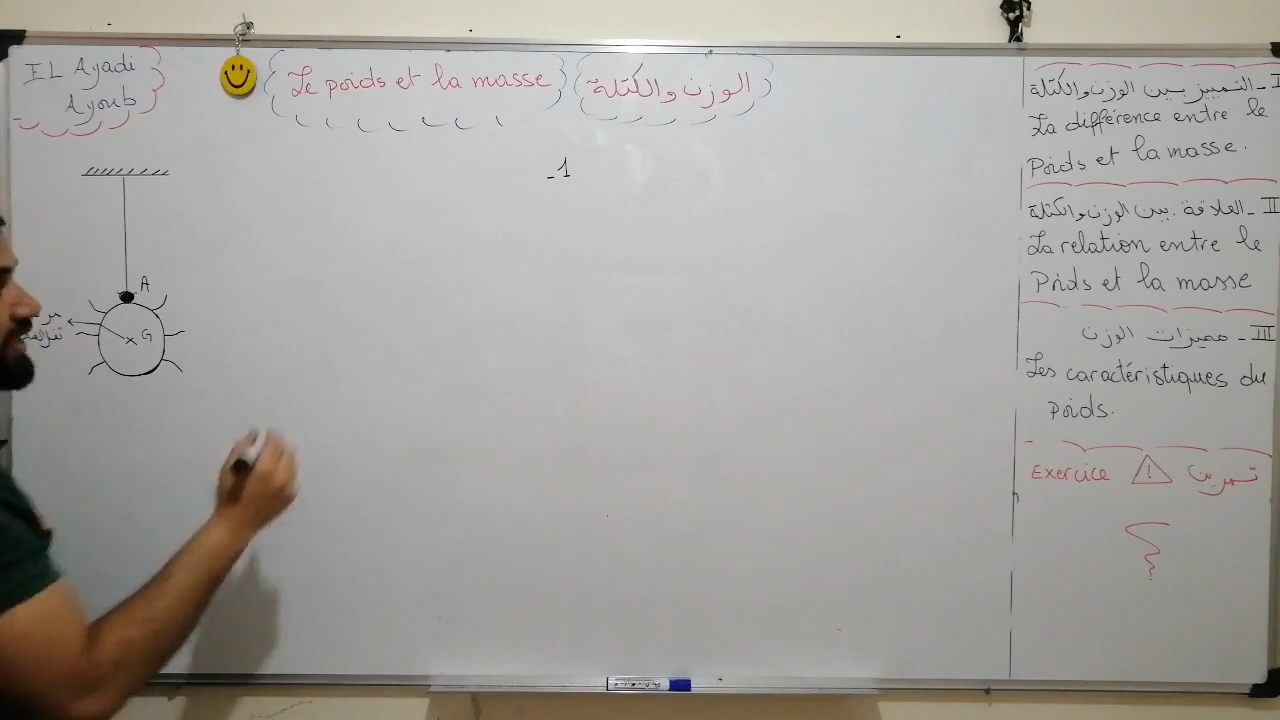 IL Ayadi
Ayoub
Le poids et la masse
الوزن والكتلة
1-
A
G
I - التمييز بين الوزن والكتلة
La différence entre le
Poids et la masse.
II - العلاقة بين الوزن والكتلة
La relation entre le
Poids et la masse
III - مميزات الوزن
Les caractéristiques du
Poids.
Exercice ! تمرين